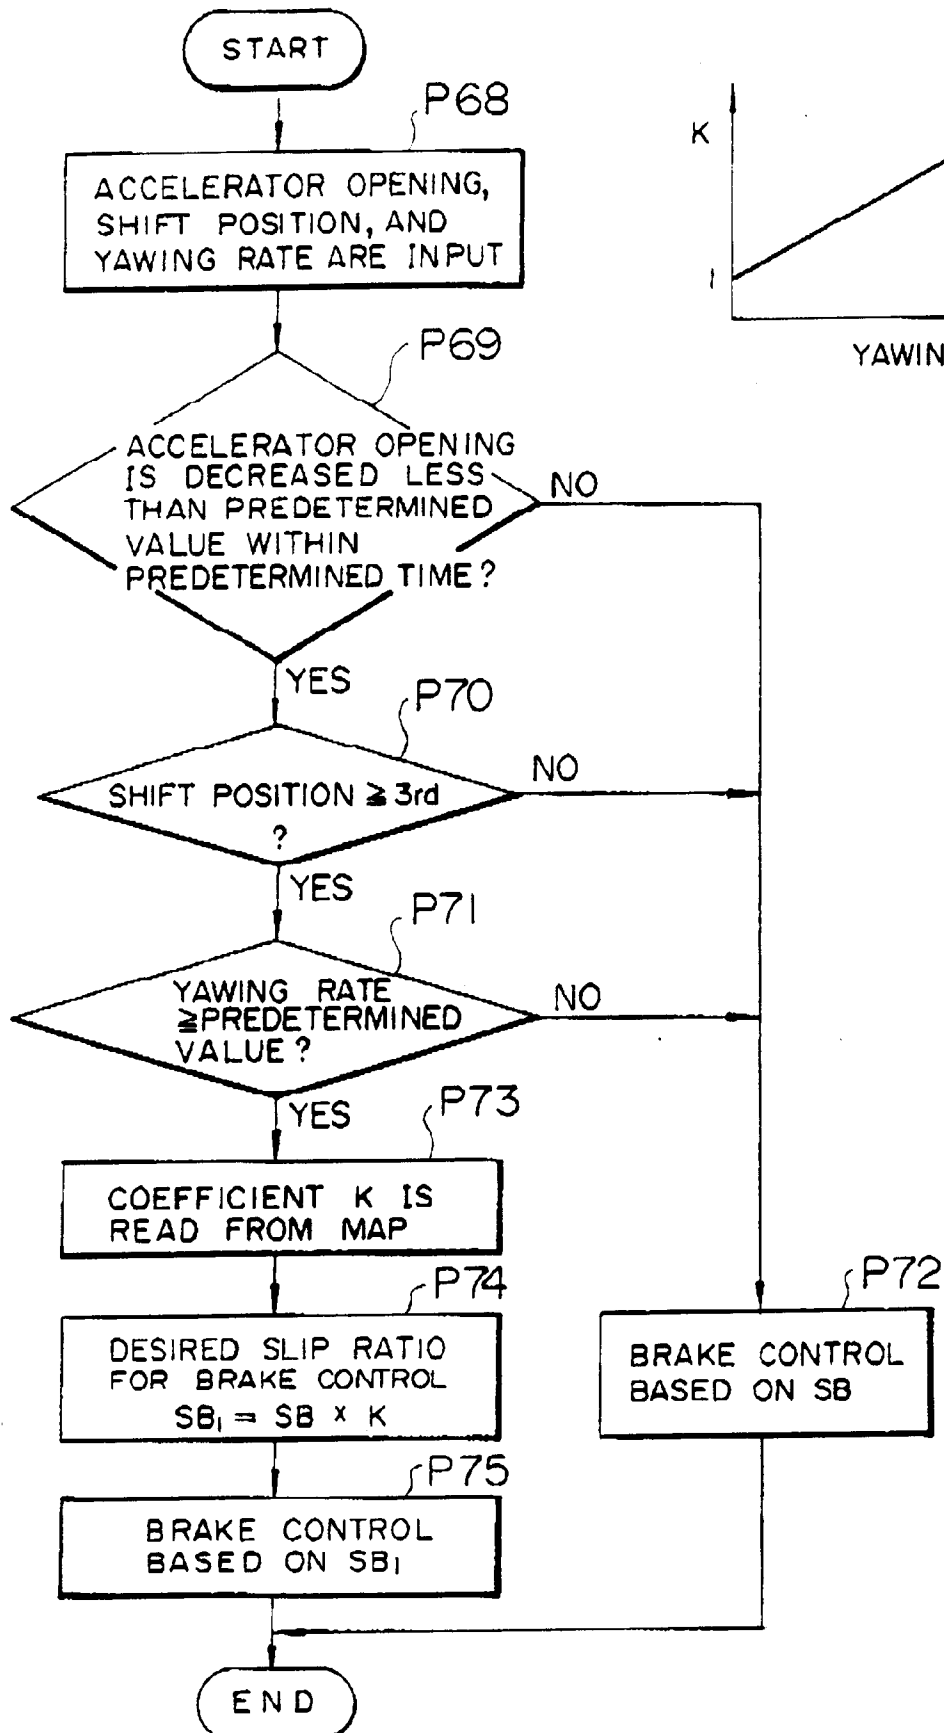 START
P68
ACCELERATOR OPENING,
SHIFT POSITION, AND
YAWING RATE ARE INPUT
K
1
YAWIN
P69
ACCELERATOR OPENING
IS DECREASED LESS
THAN PREDETERMINED
VALUE WITHIN
PREDETERMINED TIME?
NO
YES
P70
SHIFT POSITION ≧ 3rd
?
NO
YES
P71
YAWING RATE
≧PREDETERMINED
VALUE?
NO
YES
P73
COEFFICIENT K IS
READ FROM MAP
P74
DESIRED SLIP RATIO
FOR BRAKE CONTROL
SB₁ = SB × K
P72
BRAKE CONTROL
BASED ON SB
P75
BRAKE CONTROL
BASED ON SB₁
END